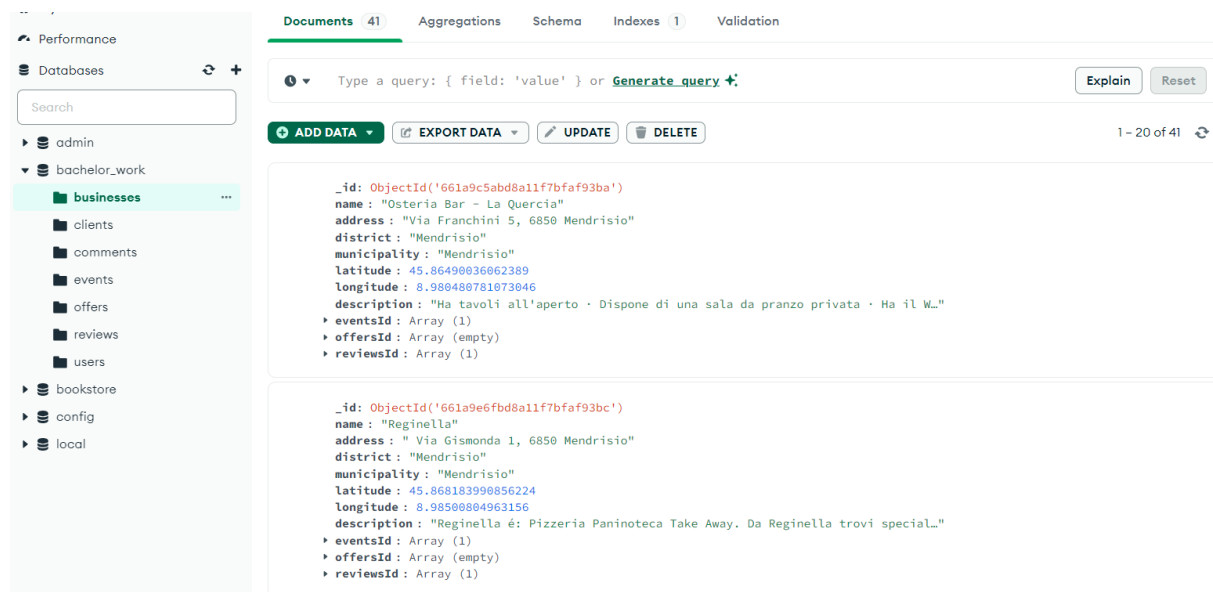 Performance
Databases
Search
admin
bachelor_work
businesses
clients
comments
events
offers
reviews
users
bookstore
config
local
Documents 41 Aggregations Schema Indexes 1 Validation
Type a query: { field: 'value' } or Generate query
Explain Reset
ADD DATA EXPORT DATA UPDATE DELETE 1 – 20 of 41
_id: ObjectId('661a9c5abd8a11f7bfaf93ba')
name : "Osteria Bar - La Quercia"
address : "Via Franchini 5, 6850 Mendrisio"
district : "Mendrisio"
municipality : "Mendrisio"
latitude : 45.86490036062389
longitude : 8.980480781073046
description : "Ha tavoli all'aperto · Dispone di una sala da pranzo privata · Ha il W…"
eventsId : Array (1)
offersId : Array (empty)
reviewsId : Array (1)
_id: ObjectId('661a9e6fbd8a11f7bfaf93bc')
name : "Reginella"
address : " Via Gismonda 1, 6850 Mendrisio"
district : "Mendrisio"
municipality : "Mendrisio"
latitude : 45.868183990856224
longitude : 8.98500804963156
description : "Reginella é: Pizzeria Paninoteca Take Away. Da Reginella trovi special…"
eventsId : Array (1)
offersId : Array (empty)
reviewsId : Array (1)